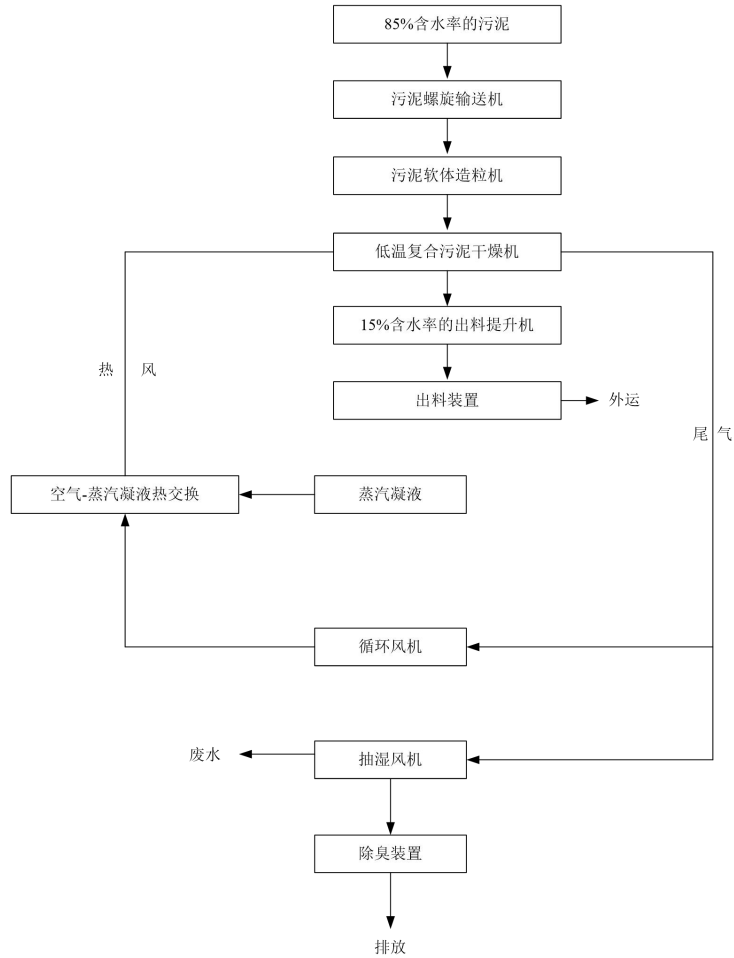 85%含水率的污泥
污泥螺旋输送机
污泥软体造粒机
低温复合污泥干燥机
15%含水率的出料提升机
热 风
出料装置
外运
尾气
空气-蒸汽凝液热交换
蒸汽凝液
循环风机
废水
抽湿风机
除臭装置
排放